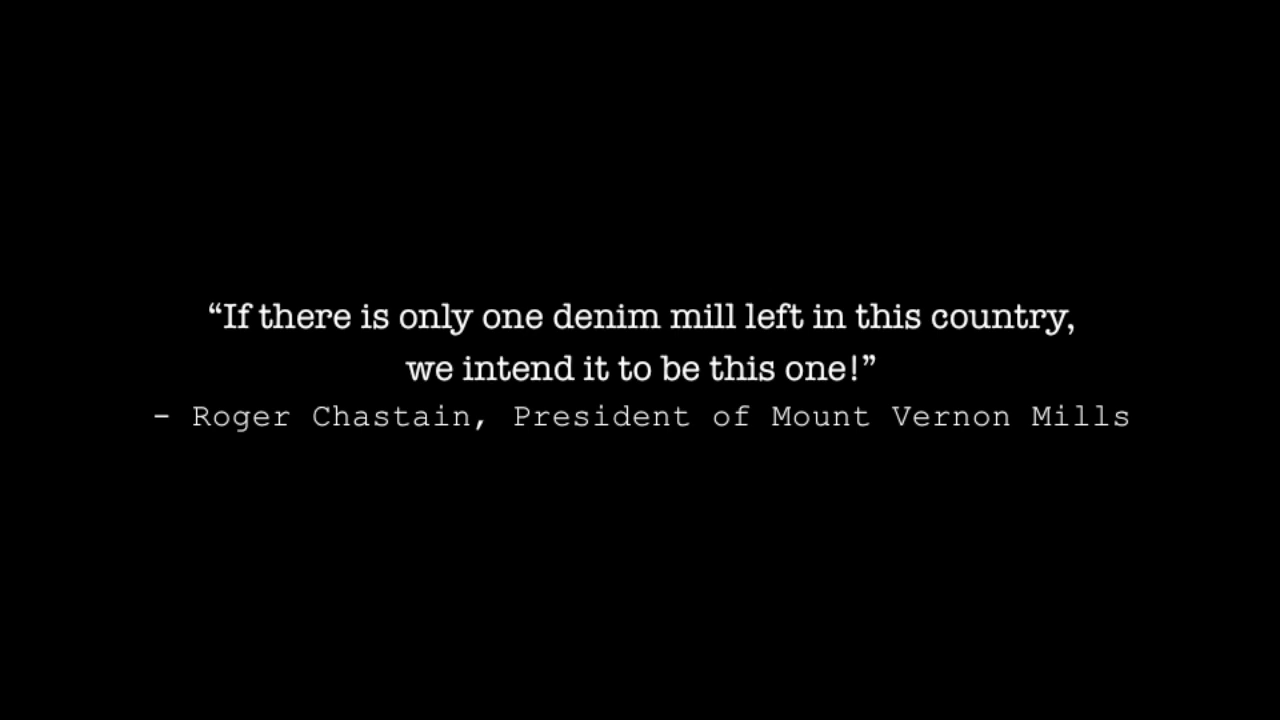 “If there is only one denim mill left in this country,
we intend it to be this one!”
- Roger Chastain, President of Mount Vernon Mills